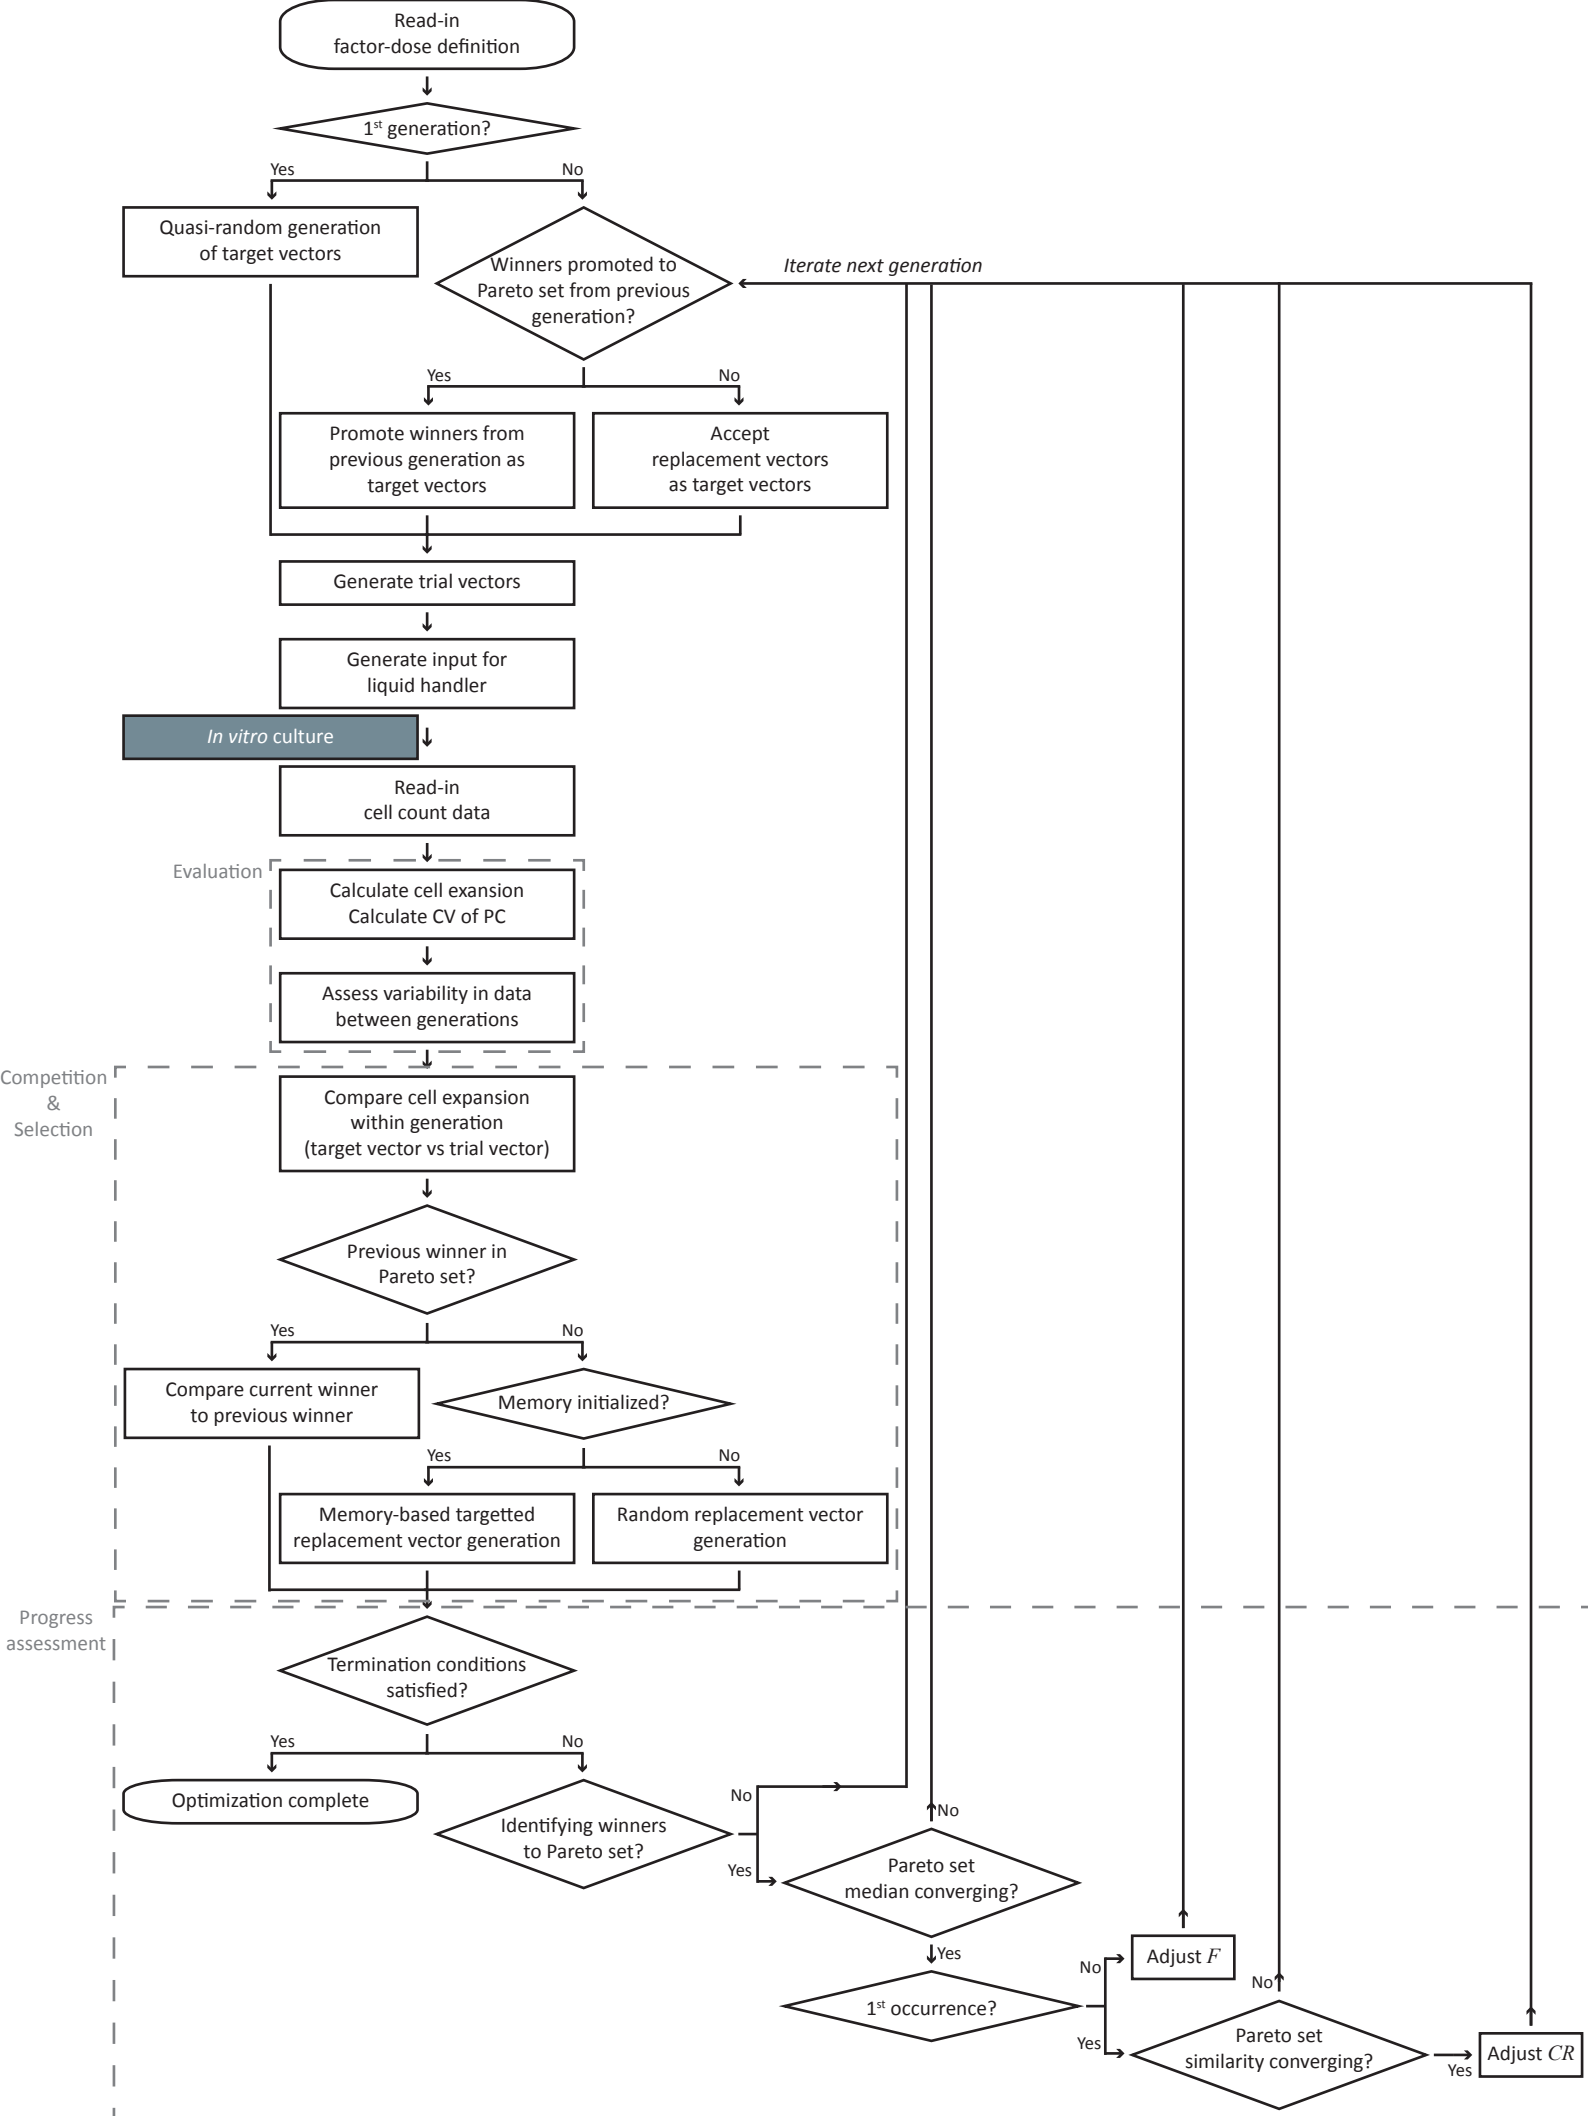 Read-in
factor-dose definition
1st generation?
Yes
No
Quasi-random generation
of target vectors
Winners promoted to
Pareto set from previous
generation?
Iterate next generation
Yes
No
Promote winners from
previous generation as
target vectors
Accept
replacement vectors
as target vectors
Generate trial vectors
Generate input for
liquid handler
In vitro culture
Read-in
cell count data
Evaluation
Calculate cell exansion
Calculate CV of PC
Assess variability in data
between generations
Competition
&
Selection
Compare cell expansion
within generation
(target vector vs trial vector)
Previous winner in
Pareto set?
Yes
No
Compare current winner
to previous winner
Memory initialized?
Yes
No
Memory-based targetted
replacement vector generation
Random replacement vector
generation
Progress
assessment
Termination conditions
satisfied?
Yes
No
Optimization complete
Identifying winners
to Pareto set?
No
Yes
No
Pareto set
median converging?
Yes
1st occurrence?
No
Yes
Adjust F
No
Pareto set
similarity converging?
Yes
Adjust CR